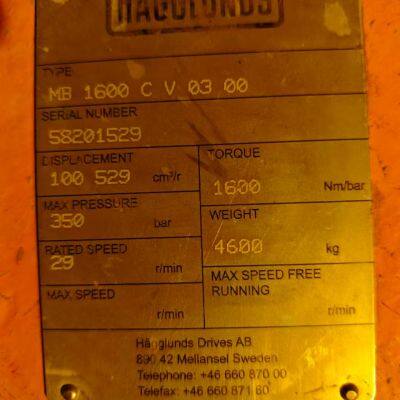 HÄGGLUNDS
TYPE
MB 1600 C V 03 00
SERIAL NUMBER
58201529
DISPLACEMENT
100 529 cm³/r
TORQUE
1600 Nm/bar
MAX PRESSURE
350 bar
WEIGHT
4600 kg
RATED SPEED
29 r/min
MAX SPEED FREE
RUNNING
r/min
MAX SPEED
r/min
Hägglunds Drives AB
890 42 Mellansel Sweden
Telephone: +46 660 870 00
Telefax: +46 660 871 60